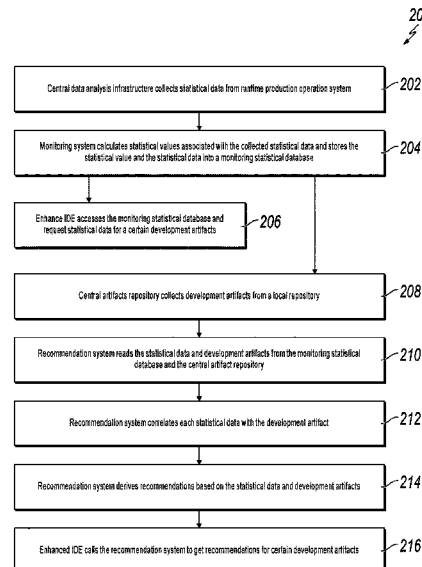 20
Central data analysis infrastructure collects statistical data from runtime production operation system
202
Monitoring system calculates statistical values associated with the collected statistical data and stores the
statistical value and the statistical data into a monitoring statistical database
204
Enhance IDE accesses the monitoring statistical database and
request statistical data for a certain development artifacts
206
Central artifacts repository collects development artifacts from a local repository
208
Recommendation system reads the statistical data and development artifacts from the monitoring statistical
database and the central artifact repository
210
Recommendation system correlates each statistical data with the development artifact
212
Recommendation system derives recommendations based on the statistical data and development artifacts
214
Enhanced IDE calls the recommendation system to get recommendations for certain development artifacts
216